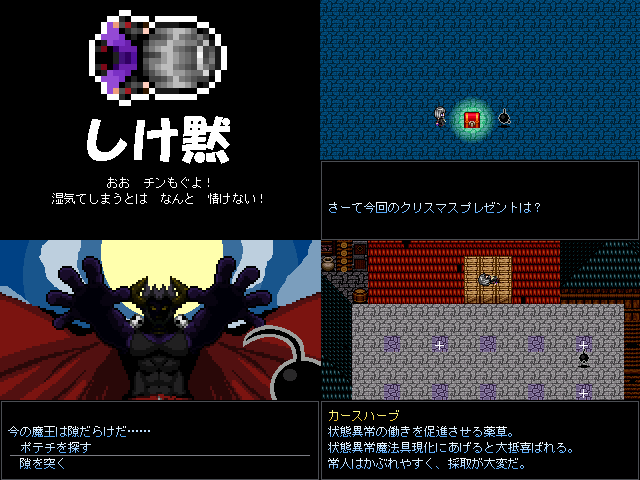 しけ黙
おお　チンもぐよ！
湿気てしまうとは　なんと　情けない！
さーて今回のクリスマスプレゼントは？
今の魔王は隙だらけだ……
ポテチを探す
隙を突く
カースハーブ
状態異常の働きを促進させる薬草。
状態異常魔法具現化にあげると大抵喜ばれる。
常人はかぶれやすく、採取が大変だ。